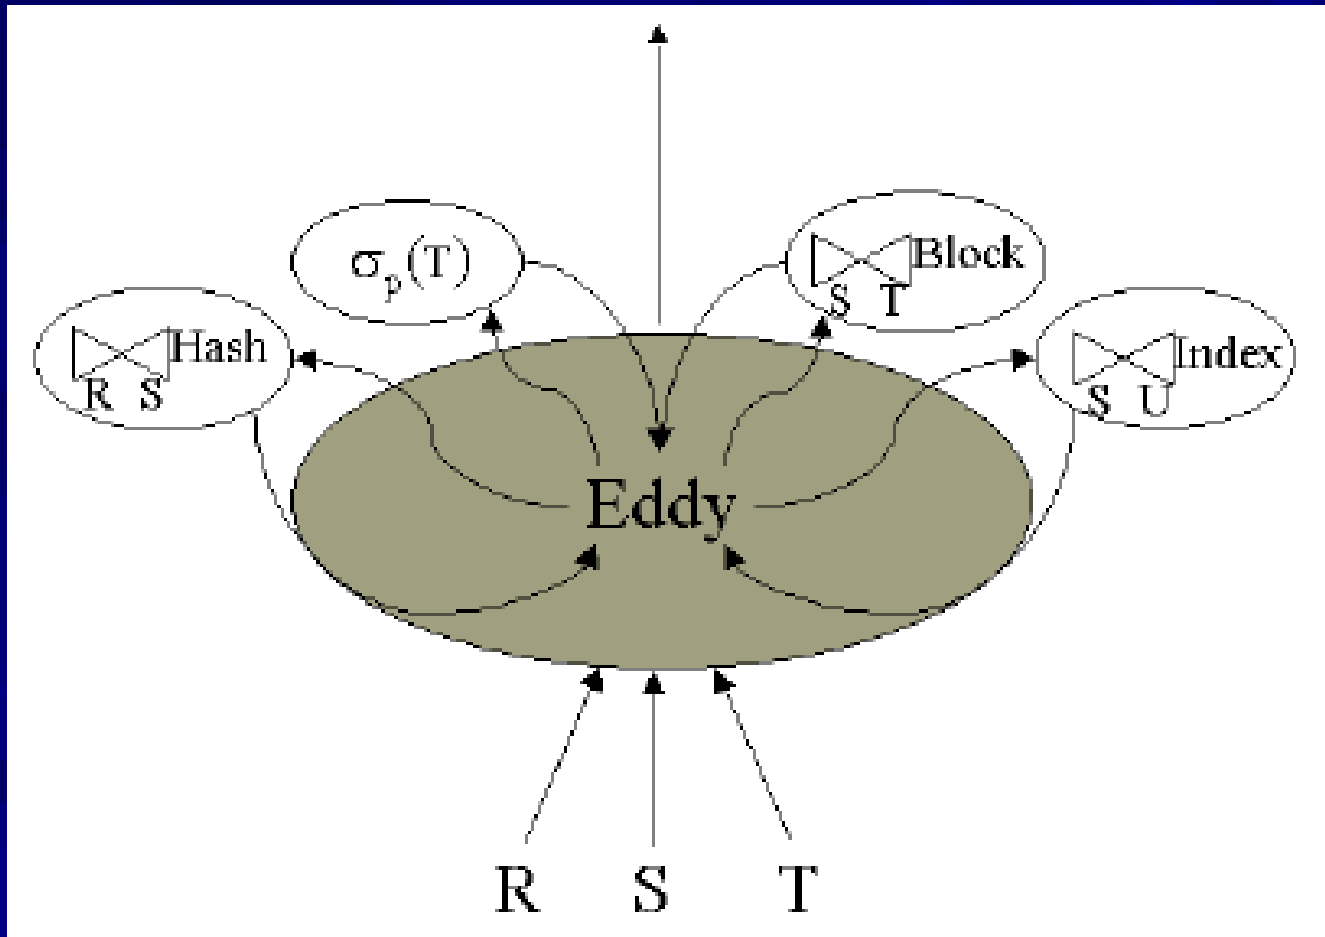 σp(T)
⋈Block
S T
⋈Hash
R S
⋈Index
S U
Eddy
R S T